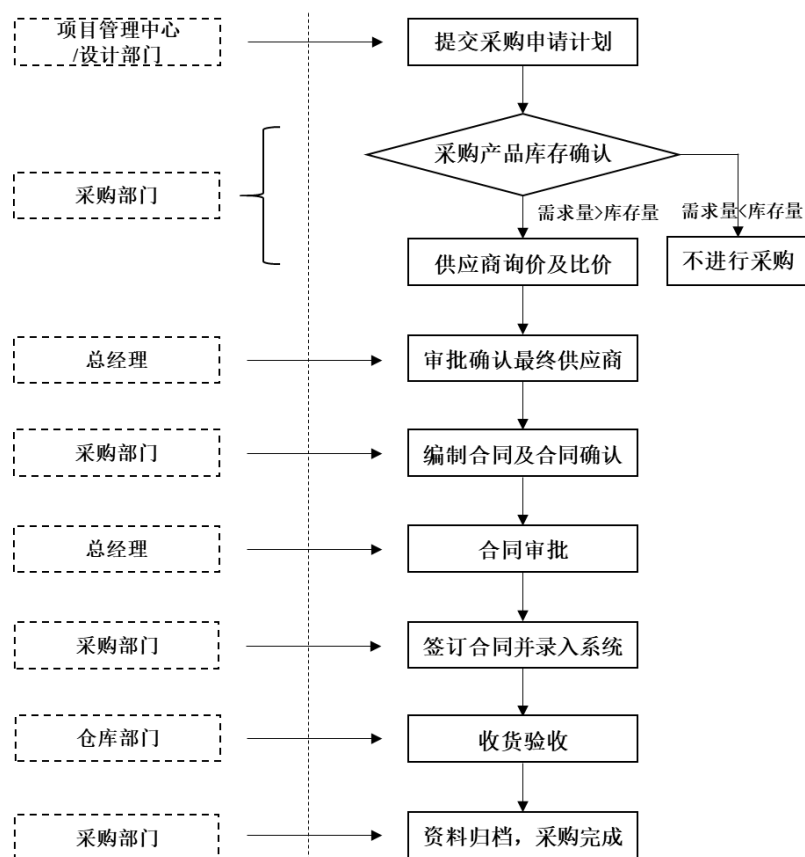 项目管理中心
/设计部门
提交采购申请计划
采购产品库存确认
采购部门
需求量>库存量
需求量<库存量
供应商询价及比价
不进行采购
总经理
审批确认最终供应商
采购部门
编制合同及合同确认
总经理
合同审批
采购部门
签订合同并录入系统
仓库部门
收货验收
采购部门
资料归档，采购完成